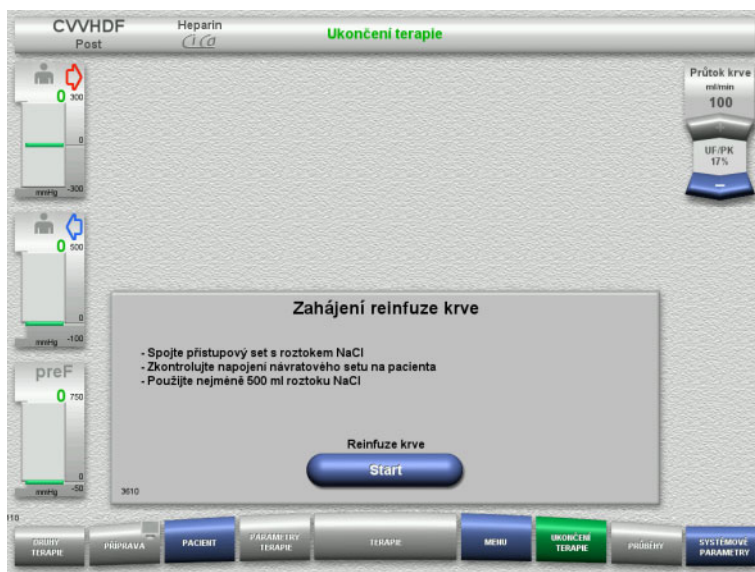 CVVHDF
Post
Heparin
Ci Ca
Ukončení terapie
0
300
0
mmHg -300
0
500
0
mmHg -100
preF
0
750
0
mmHg -50
Průtok krve
ml/min
100
+
UF/PK
17%
–
Zahájení reinfuze krve
- Spojte přístupový set s roztokem NaCl
- Zkontrolujte napojení návratového setu na pacienta
- Použijte nejméně 500 ml roztoku NaCl
Reinfuze krve
Start
3610
110
DRUHY TERAPIE
PŘÍPRAVA
PACIENT
PARAMETRY TERAPIE
TERAPIE
MENU
UKONČENÍ TERAPIE
PRŮBĚHY
SYSTÉMOVÉ PARAMETRY